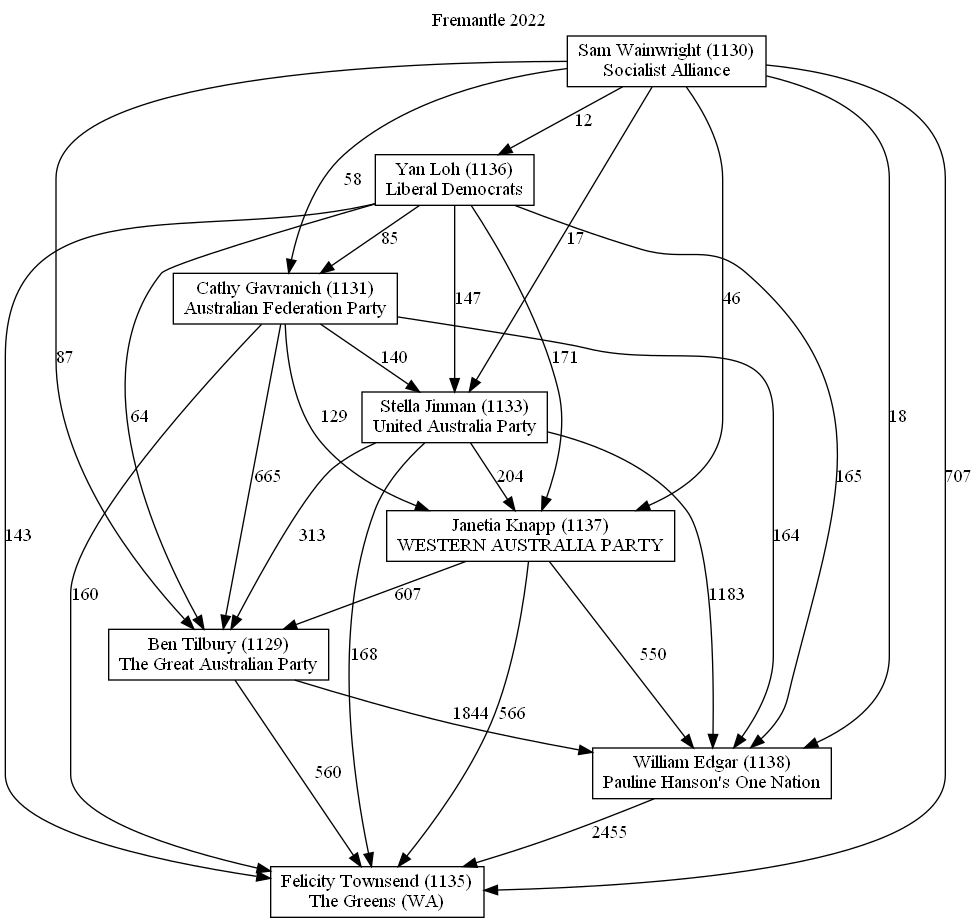 Fremantle 2022
Sam Wainwright (1130)
Socialist Alliance
12
Yan Loh (1136)
Liberal Democrats
58
85
17
147
46
Cathy Gavranich (1131)
Australian Federation Party
87
140
171
Stella Jinman (1133)
United Australia Party
64
129
18
665
204
165
707
143
313
164
Janetia Knapp (1137)
WESTERN AUSTRALIA PARTY
160
607
1183
Ben Tilbury (1129)
The Great Australian Party
168
550
1844
566
560
William Edgar (1138)
Pauline Hanson's One Nation
2455
Felicity Townsend (1135)
The Greens (WA)